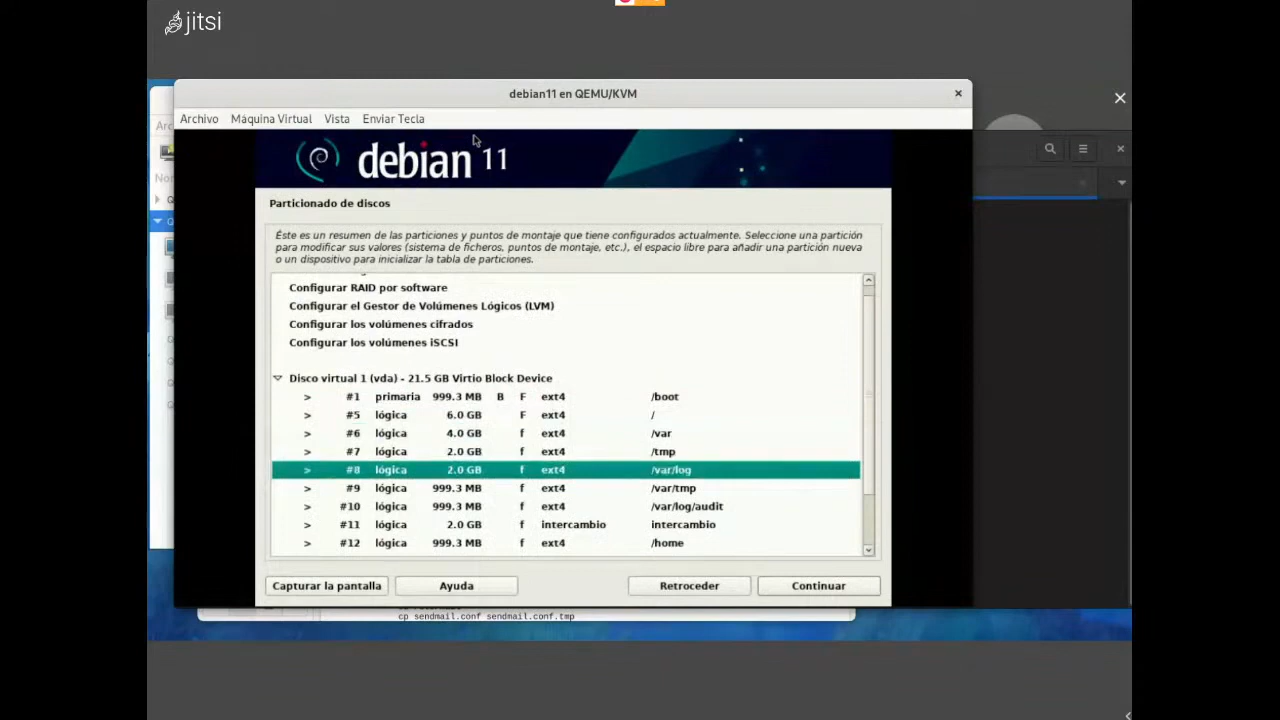 jitsi
debian11 en QEMU/KVM
Archivo Máquina Virtual Vista Enviar Tecla
debian 11
Particionado de discos
Éste es un resumen de las particiones y puntos de montaje que tiene configurados actualmente. Seleccione una partición
para modificar sus valores (sistema de ficheros, puntos de montaje, etc.), el espacio libre para añadir una partición nueva
o un dispositivo para inicializar la tabla de particiones.
Configurar RAID por software
Configurar el Gestor de Volúmenes Lógicos (LVM)
Configurar los volúmenes cifrados
Configurar los volúmenes iSCSI
Disco virtual 1 (vda) - 21.5 GB Virtio Block Device
> #1 primaria 999.3 MB B F ext4 /boot
> #5 lógica 6.0 GB F ext4 /
> #6 lógica 4.0 GB f ext4 /var
> #7 lógica 2.0 GB f ext4 /tmp
> #8 lógica 2.0 GB f ext4 /var/log
> #9 lógica 999.3 MB f ext4 /var/tmp
> #10 lógica 999.3 MB f ext4 /var/log/audit
> #11 lógica 2.0 GB f intercambio intercambio
> #12 lógica 999.3 MB f ext4 /home
Capturar la pantalla Ayuda Retroceder Continuar
cp sendmail.conf sendmail.conf.tmp